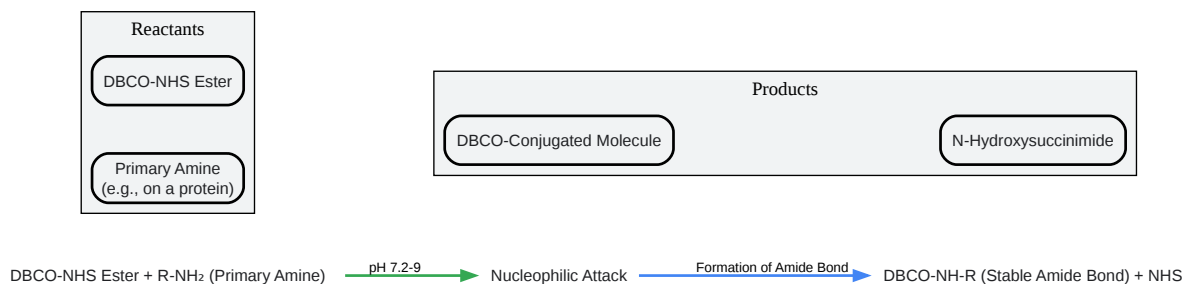 Reactants
DBCO-NHS Ester
Primary Amine
(e.g., on a protein)
Products
DBCO-Conjugated Molecule
N-Hydroxysuccinimide
DBCO-NHS Ester + R-NH₂ (Primary Amine)
pH 7.2-9
Nucleophilic Attack
Formation of Amide Bond
DBCO-NH-R (Stable Amide Bond) + NHS